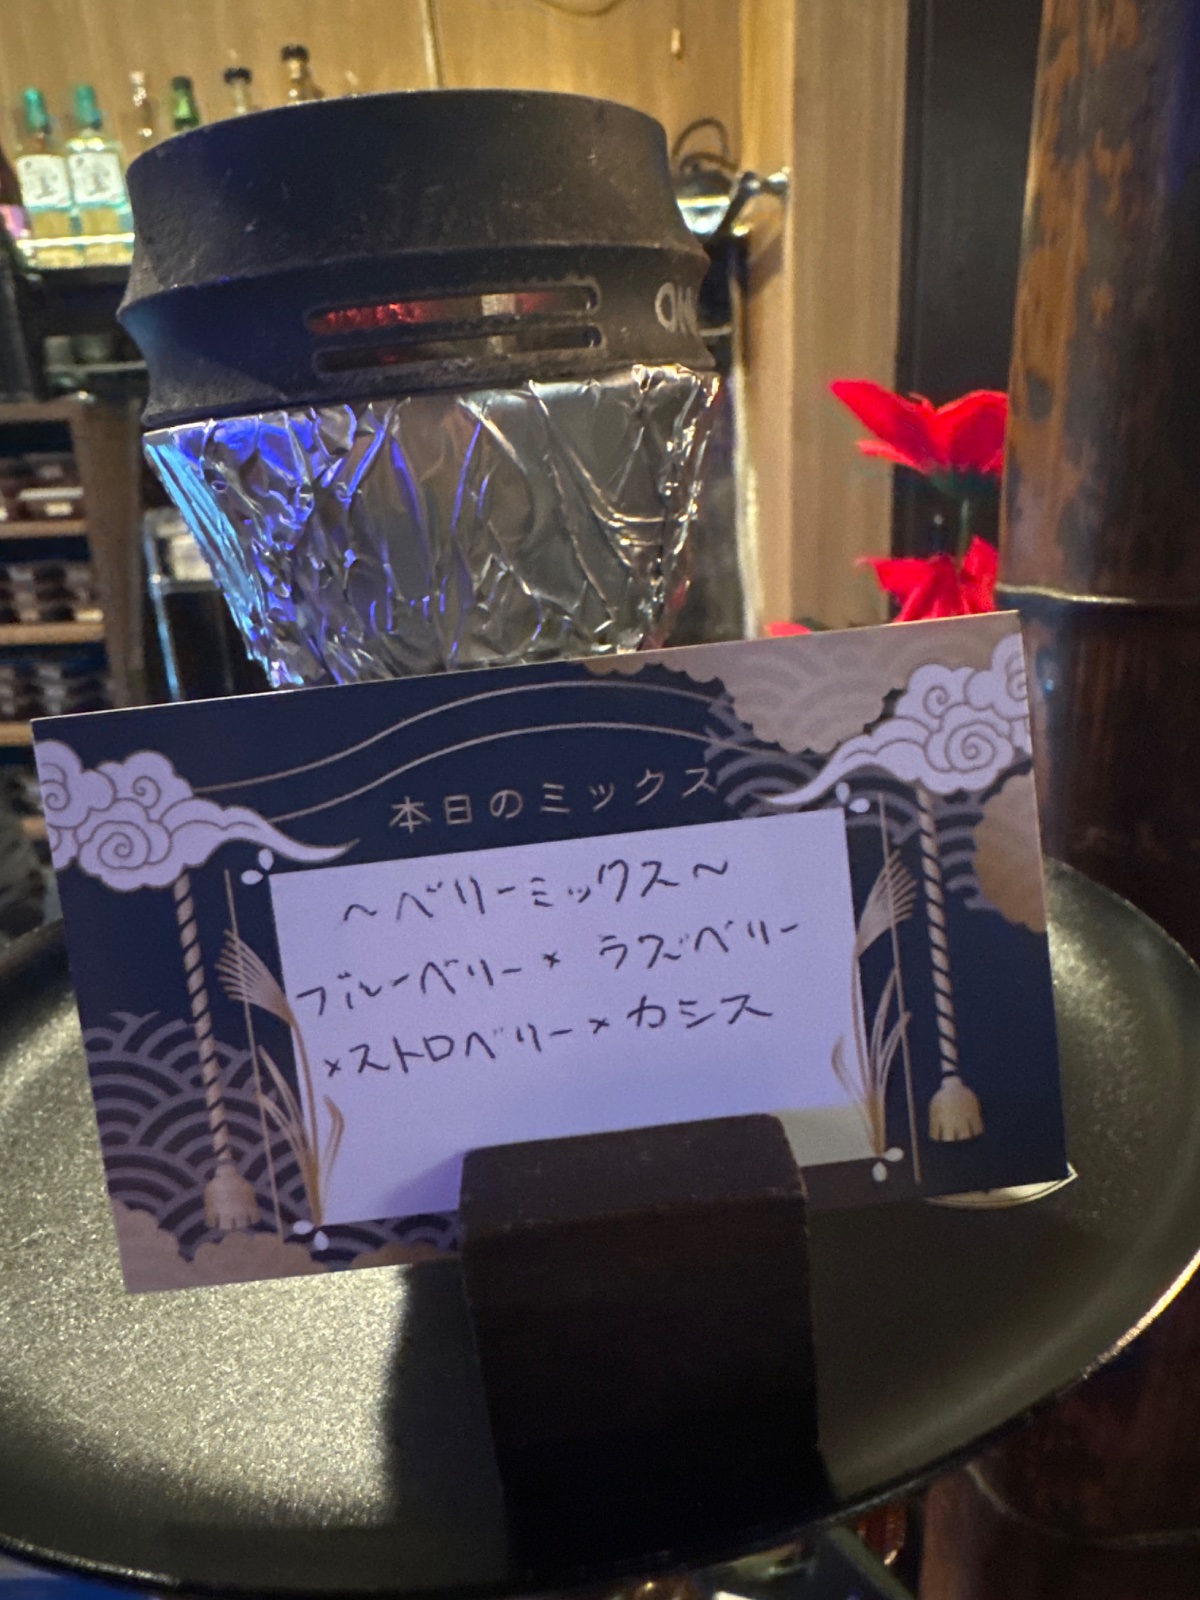 本日のミックス
～ベリーミックス～
ブルーベリー× ラズベリー
×ストロベリー×カシス